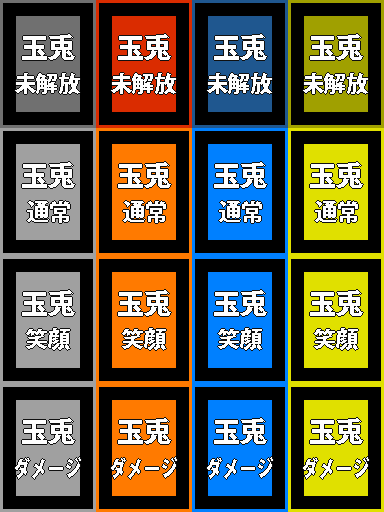 玉兎 玉兎 玉兎 玉兎
未解放 未解放 未解放 未解放
玉兎 玉兎 玉兎 玉兎
通常 通常 通常 通常
玉兎 玉兎 玉兎 玉兎
笑顔 笑顔 笑顔 笑顔
玉兎 玉兎 玉兎 玉兎
ダメージ ダメージ ダメージ ダメージ